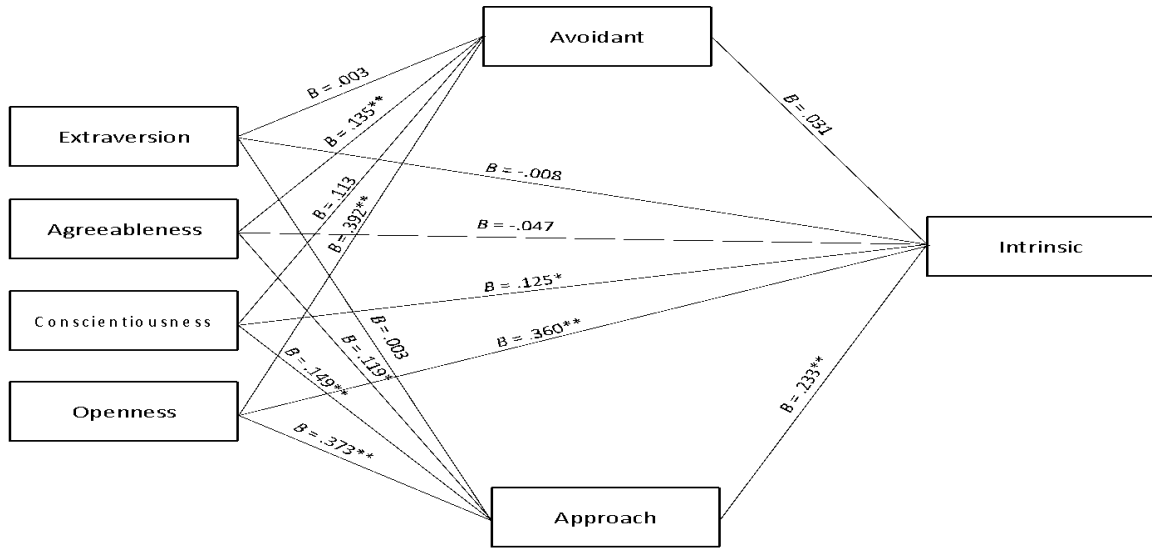 Avoidant
B = .003
Extraversion
B = .135**
B = .031
B = -.008
B = .113
Agreeableness
B = .392**
B = -.047
Intrinsic
B = .125*
Conscientiousness
B = .003
B = .360**
B = .119*
B = .149**
Openness
B = .233**
B = .373**
Approach